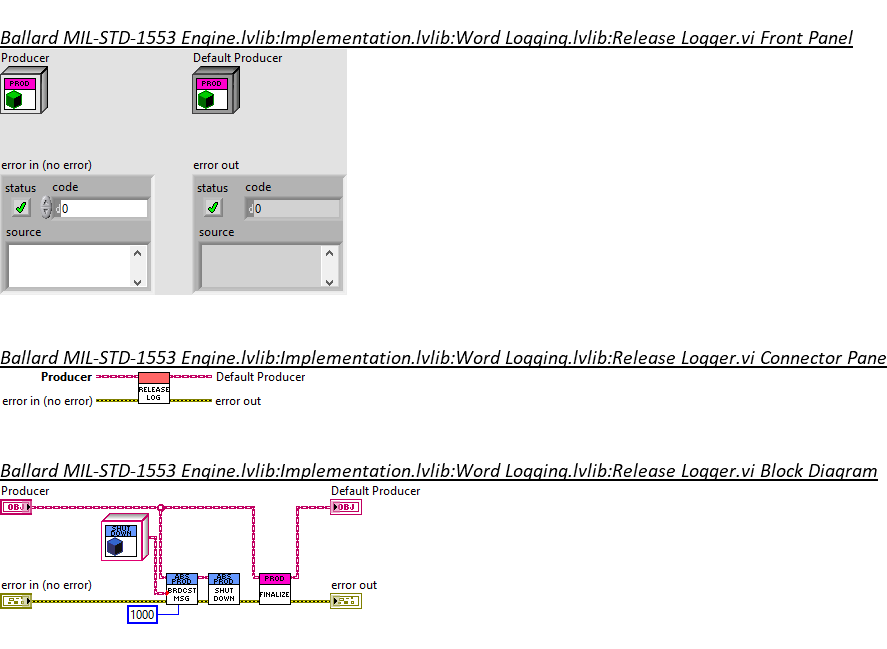 Ballard MIL-STD-1553 Engine.lvlib:Implementation.lvlib:Word Logging.lvlib:Release Logger.vi Front Panel
Producer Default Producer
PROD PROD
error in (no error) error out
status code status code
d 0 d 0
source source
Ballard MIL-STD-1553 Engine.lvlib:Implementation.lvlib:Word Logging.lvlib:Release Logger.vi Connector Pane
Producer Default Producer
RELEASE
LOG
error in (no error) error out
Ballard MIL-STD-1553 Engine.lvlib:Implementation.lvlib:Word Logging.lvlib:Release Logger.vi Block Diagram
Producer Default Producer
OBJ OBJ
SHUT
DOWN
error in (no error) error out
ABS
PROD
BRDCST
MSG
ABS
PROD
SHUT
DOWN
PROD
FINALIZE
1000